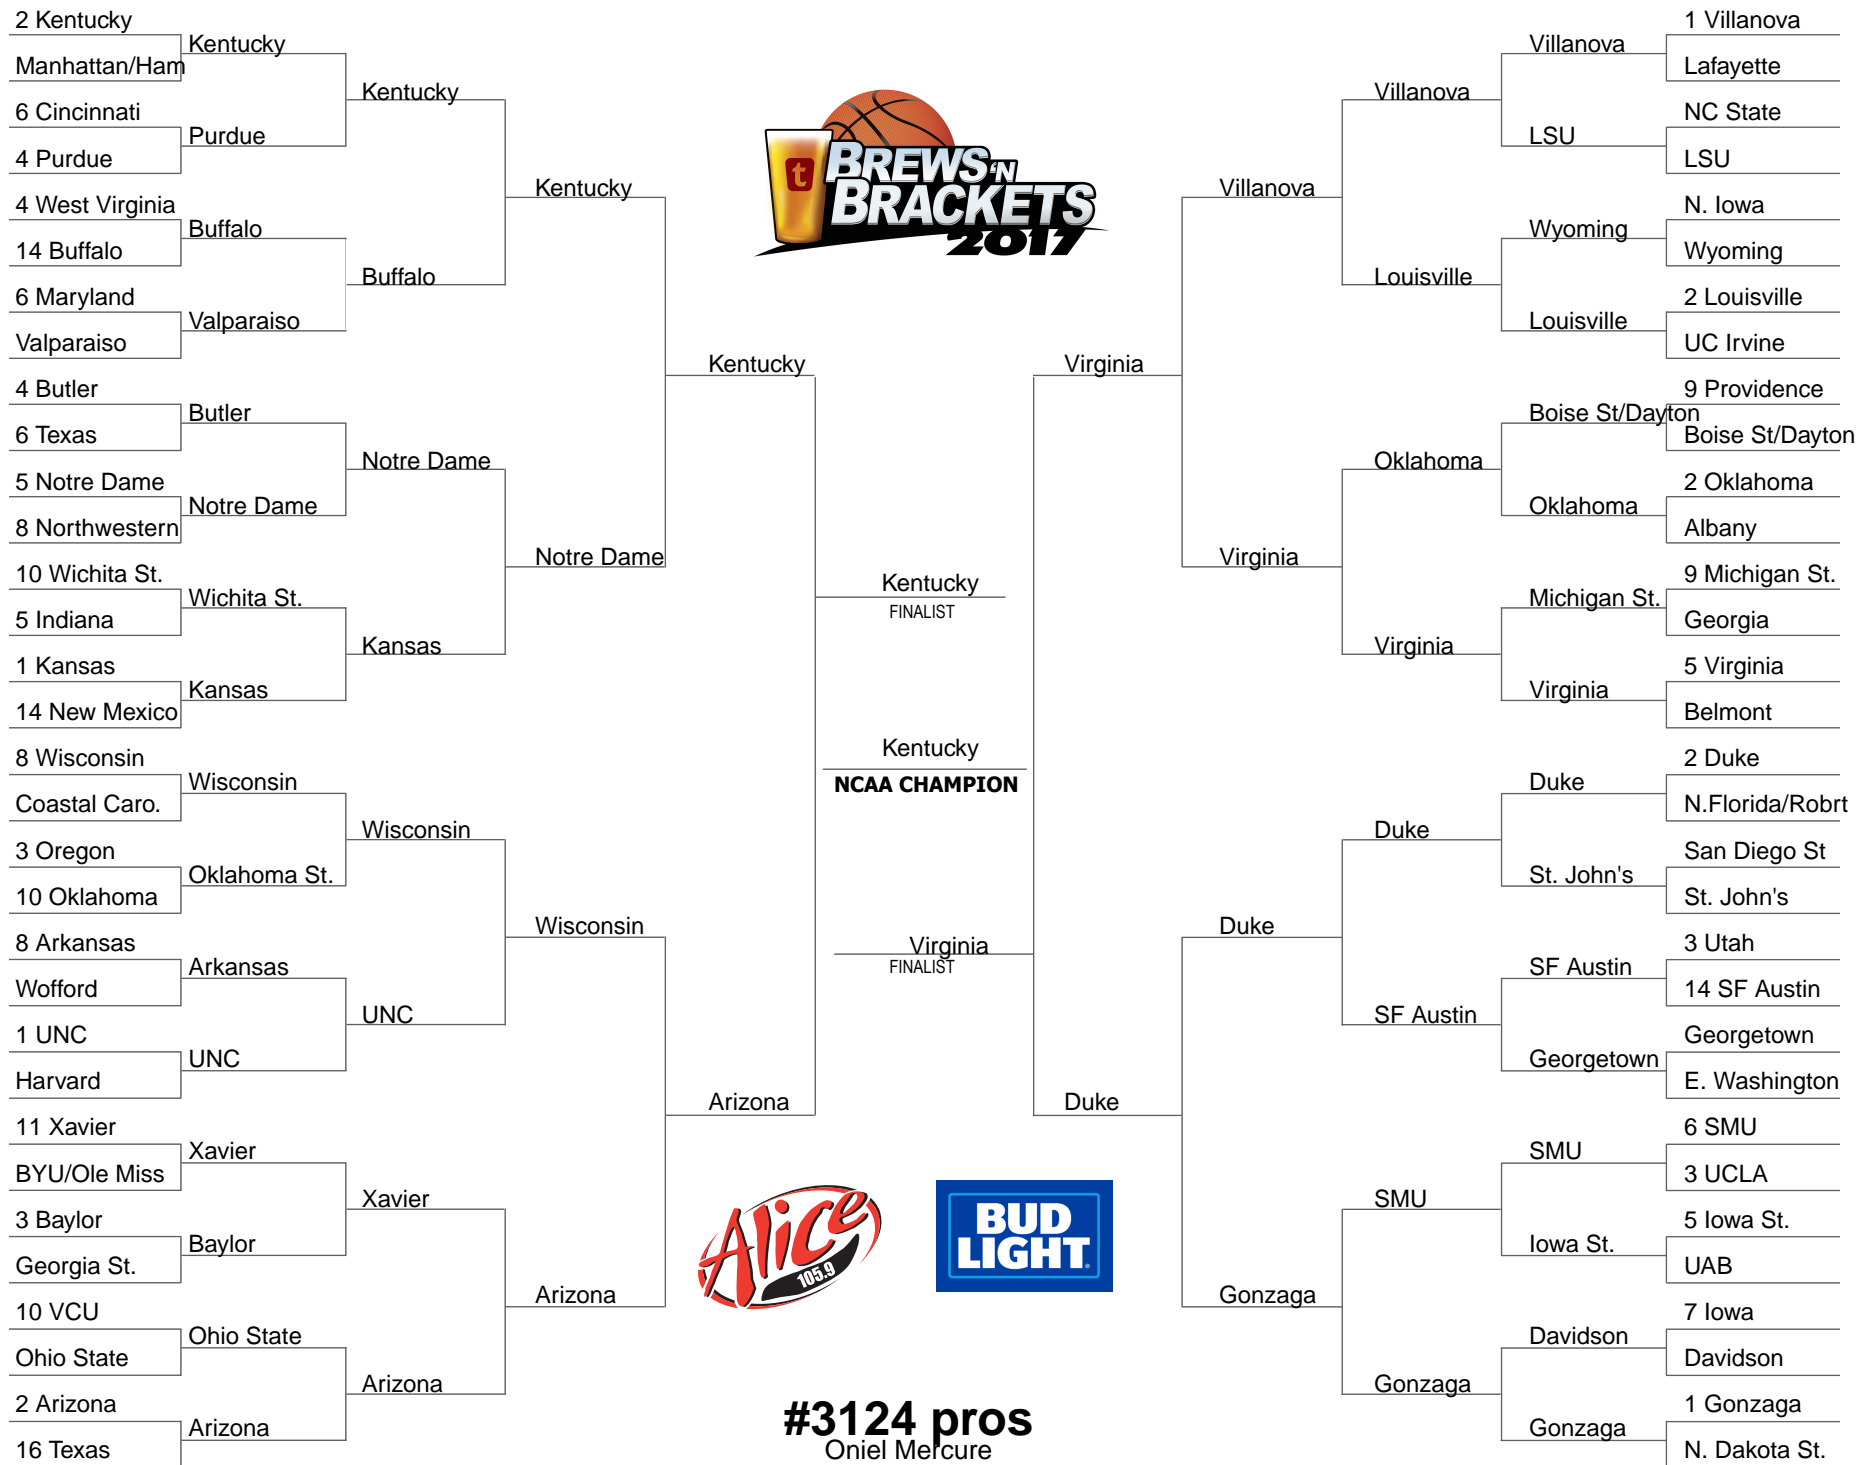 2 Kentucky
Manhattan/Ham
6 Cincinnati
4 Purdue
4 West Virginia
14 Buffalo
6 Maryland
Valparaiso
4 Butler
6 Texas
5 Notre Dame
8 Northwestern
10 Wichita St.
5 Indiana
1 Kansas
14 New Mexico
8 Wisconsin
Coastal Caro.
3 Oregon
10 Oklahoma
8 Arkansas
Wofford
1 UNC
Harvard
11 Xavier
BYU/Ole Miss
3 Baylor
Georgia St.
10 VCU
Ohio State
2 Arizona
16 Texas
Kentucky
Purdue
Buffalo
Valparaiso
Butler
Notre Dame
Wichita St.
Kansas
Wisconsin
Oklahoma St.
Arkansas
UNC
Xavier
Baylor
Ohio State
Arizona
Kentucky
Buffalo
Notre Dame
Kansas
Wisconsin
UNC
Xavier
Arizona
Kentucky
Notre Dame
Wisconsin
Arizona
Kentucky
Arizona
t
BREWS 'N
BRACKETS
2017
Kentucky
FINALIST
Kentucky
NCAA CHAMPION
Virginia
FINALIST
Alice
105.9
BUD
LIGHT
#3124 pros
Oniel Mercure
Virginia
Duke
Villanova
Virginia
Duke
Gonzaga
Villanova
Louisville
Oklahoma
Virginia
Duke
SF Austin
SMU
Gonzaga
Villanova
LSU
Wyoming
Louisville
Boise St/Dayton
Oklahoma
Michigan St.
Virginia
Duke
St. John's
SF Austin
Georgetown
SMU
Iowa St.
Davidson
Gonzaga
1 Villanova
Lafayette
NC State
LSU
N. Iowa
Wyoming
2 Louisville
UC Irvine
9 Providence
Boise St/Dayton
2 Oklahoma
Albany
9 Michigan St.
Georgia
5 Virginia
Belmont
2 Duke
N.Florida/Robrt
San Diego St
St. John's
3 Utah
14 SF Austin
Georgetown
E. Washington
6 SMU
3 UCLA
5 Iowa St.
UAB
7 Iowa
Davidson
1 Gonzaga
N. Dakota St.